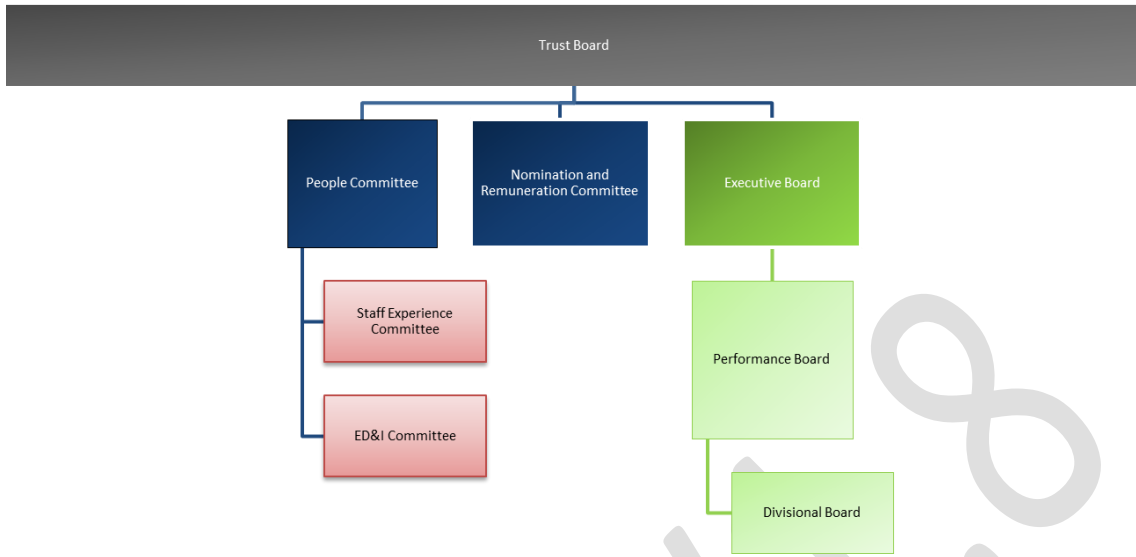 Trust Board
People Committee
Nomination and
Remuneration Committee
Executive Board
Staff Experience
Committee
Performance Board
ED&I Committee
Divisional Board